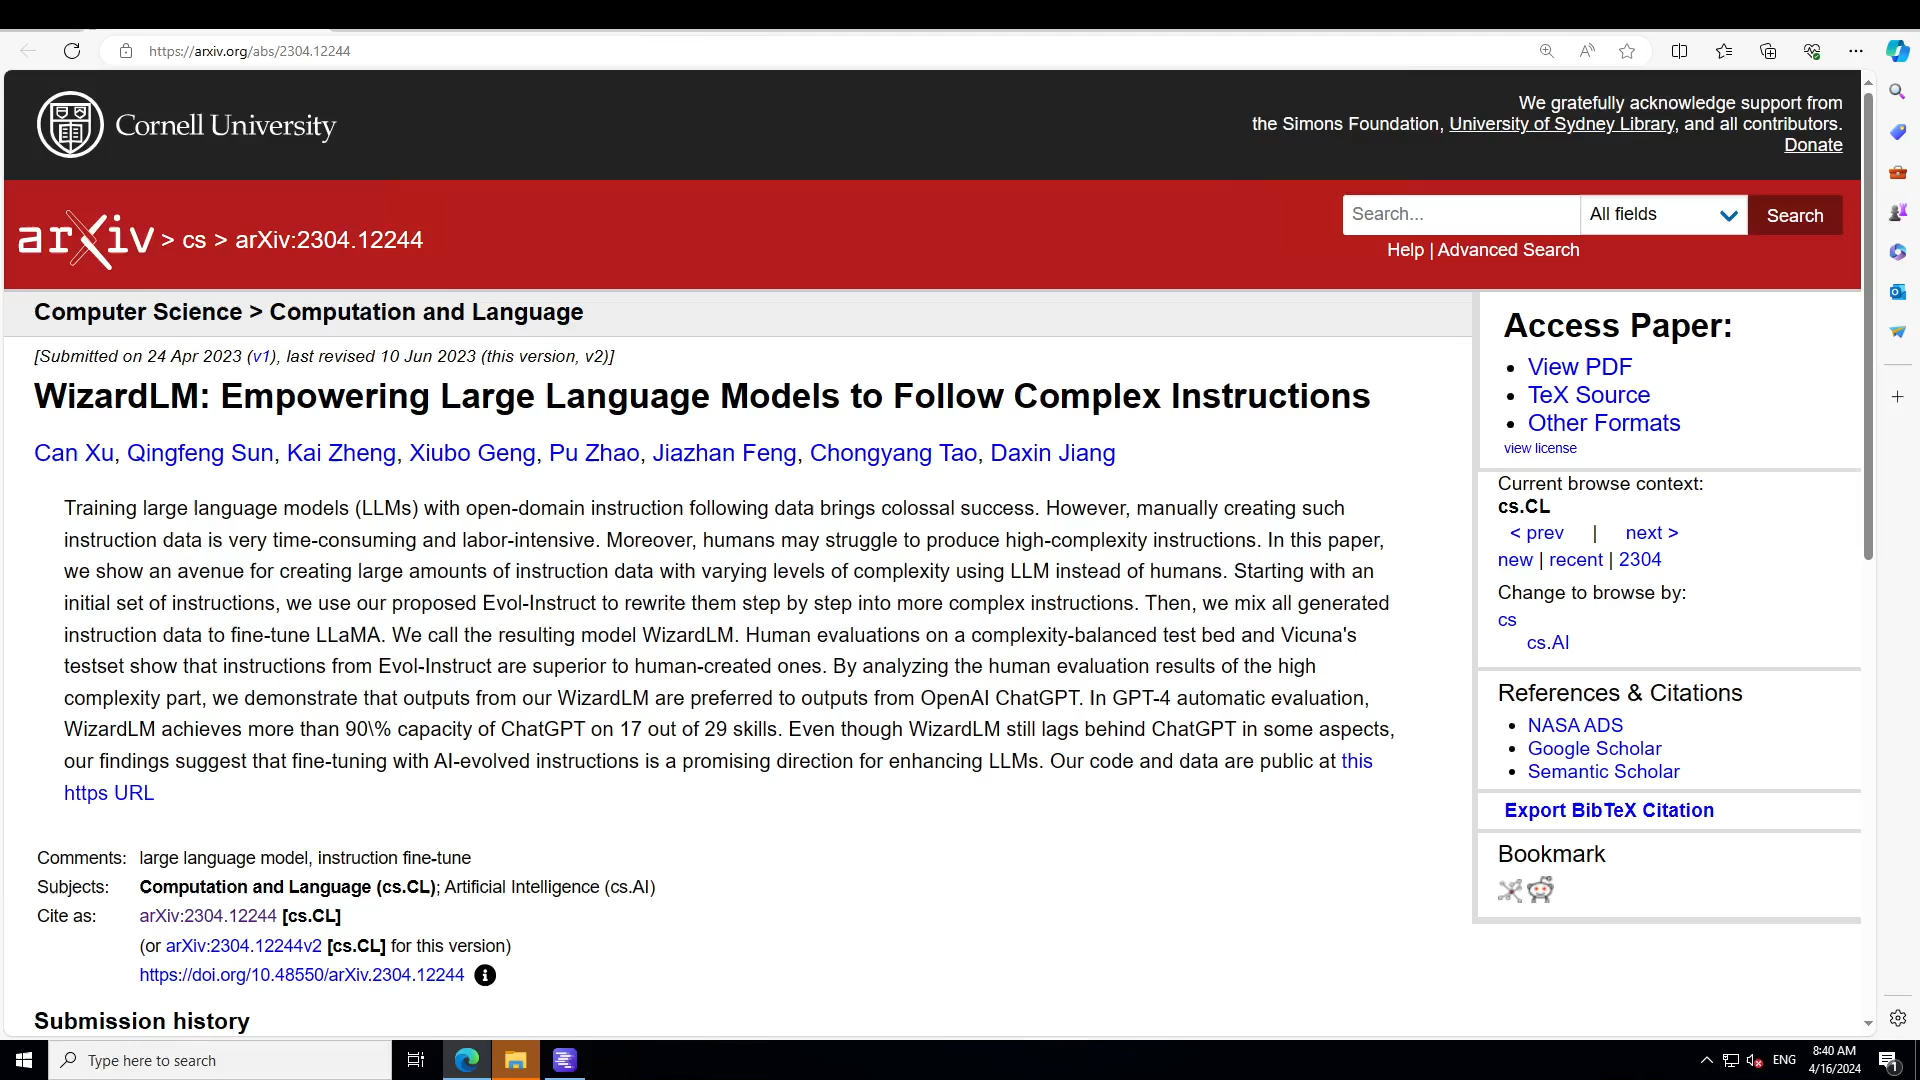 https://arxiv.org/abs/2304.12244
Cornell University
We gratefully acknowledge support from
the Simons Foundation, University of Sydney Library, and all contributors.
Donate
arXiv > cs > arXiv:2304.12244
Search...
All fields
Search
Help | Advanced Search
Computer Science > Computation and Language
[Submitted on 24 Apr 2023 (v1), last revised 10 Jun 2023 (this version, v2)]
WizardLM: Empowering Large Language Models to Follow Complex Instructions
Can Xu, Qingfeng Sun, Kai Zheng, Xiubo Geng, Pu Zhao, Jiazhan Feng, Chongyang Tao, Daxin Jiang
Training large language models (LLMs) with open-domain instruction following data brings colossal success. However, manually creating such
instruction data is very time-consuming and labor-intensive. Moreover, humans may struggle to produce high-complexity instructions. In this paper,
we show an avenue for creating large amounts of instruction data with varying levels of complexity using LLM instead of humans. Starting with an
initial set of instructions, we use our proposed Evol-Instruct to rewrite them step by step into more complex instructions. Then, we mix all generated
instruction data to fine-tune LLaMA. We call the resulting model WizardLM. Human evaluations on a complexity-balanced test bed and Vicuna's
testset show that instructions from Evol-Instruct are superior to human-created ones. By analyzing the human evaluation results of the high
complexity part, we demonstrate that outputs from our WizardLM are preferred to outputs from OpenAI ChatGPT. In GPT-4 automatic evaluation,
WizardLM achieves more than 90\% capacity of ChatGPT on 17 out of 29 skills. Even though WizardLM still lags behind ChatGPT in some aspects,
our findings suggest that fine-tuning with AI-evolved instructions is a promising direction for enhancing LLMs. Our code and data are public at this
https URL
Comments: large language model, instruction fine-tune
Subjects: Computation and Language (cs.CL); Artificial Intelligence (cs.AI)
Cite as: arXiv:2304.12244 [cs.CL]
(or arXiv:2304.12244v2 [cs.CL] for this version)
https://doi.org/10.48550/arXiv.2304.12244
Submission history
Access Paper:
View PDF
TeX Source
Other Formats
view license
Current browse context:
cs.CL
< prev | next >
new | recent | 2304
Change to browse by:
cs
cs.AI
References & Citations
NASA ADS
Google Scholar
Semantic Scholar
Export BibTeX Citation
Bookmark
Type here to search
ENG
8:40 AM
4/16/2024
1